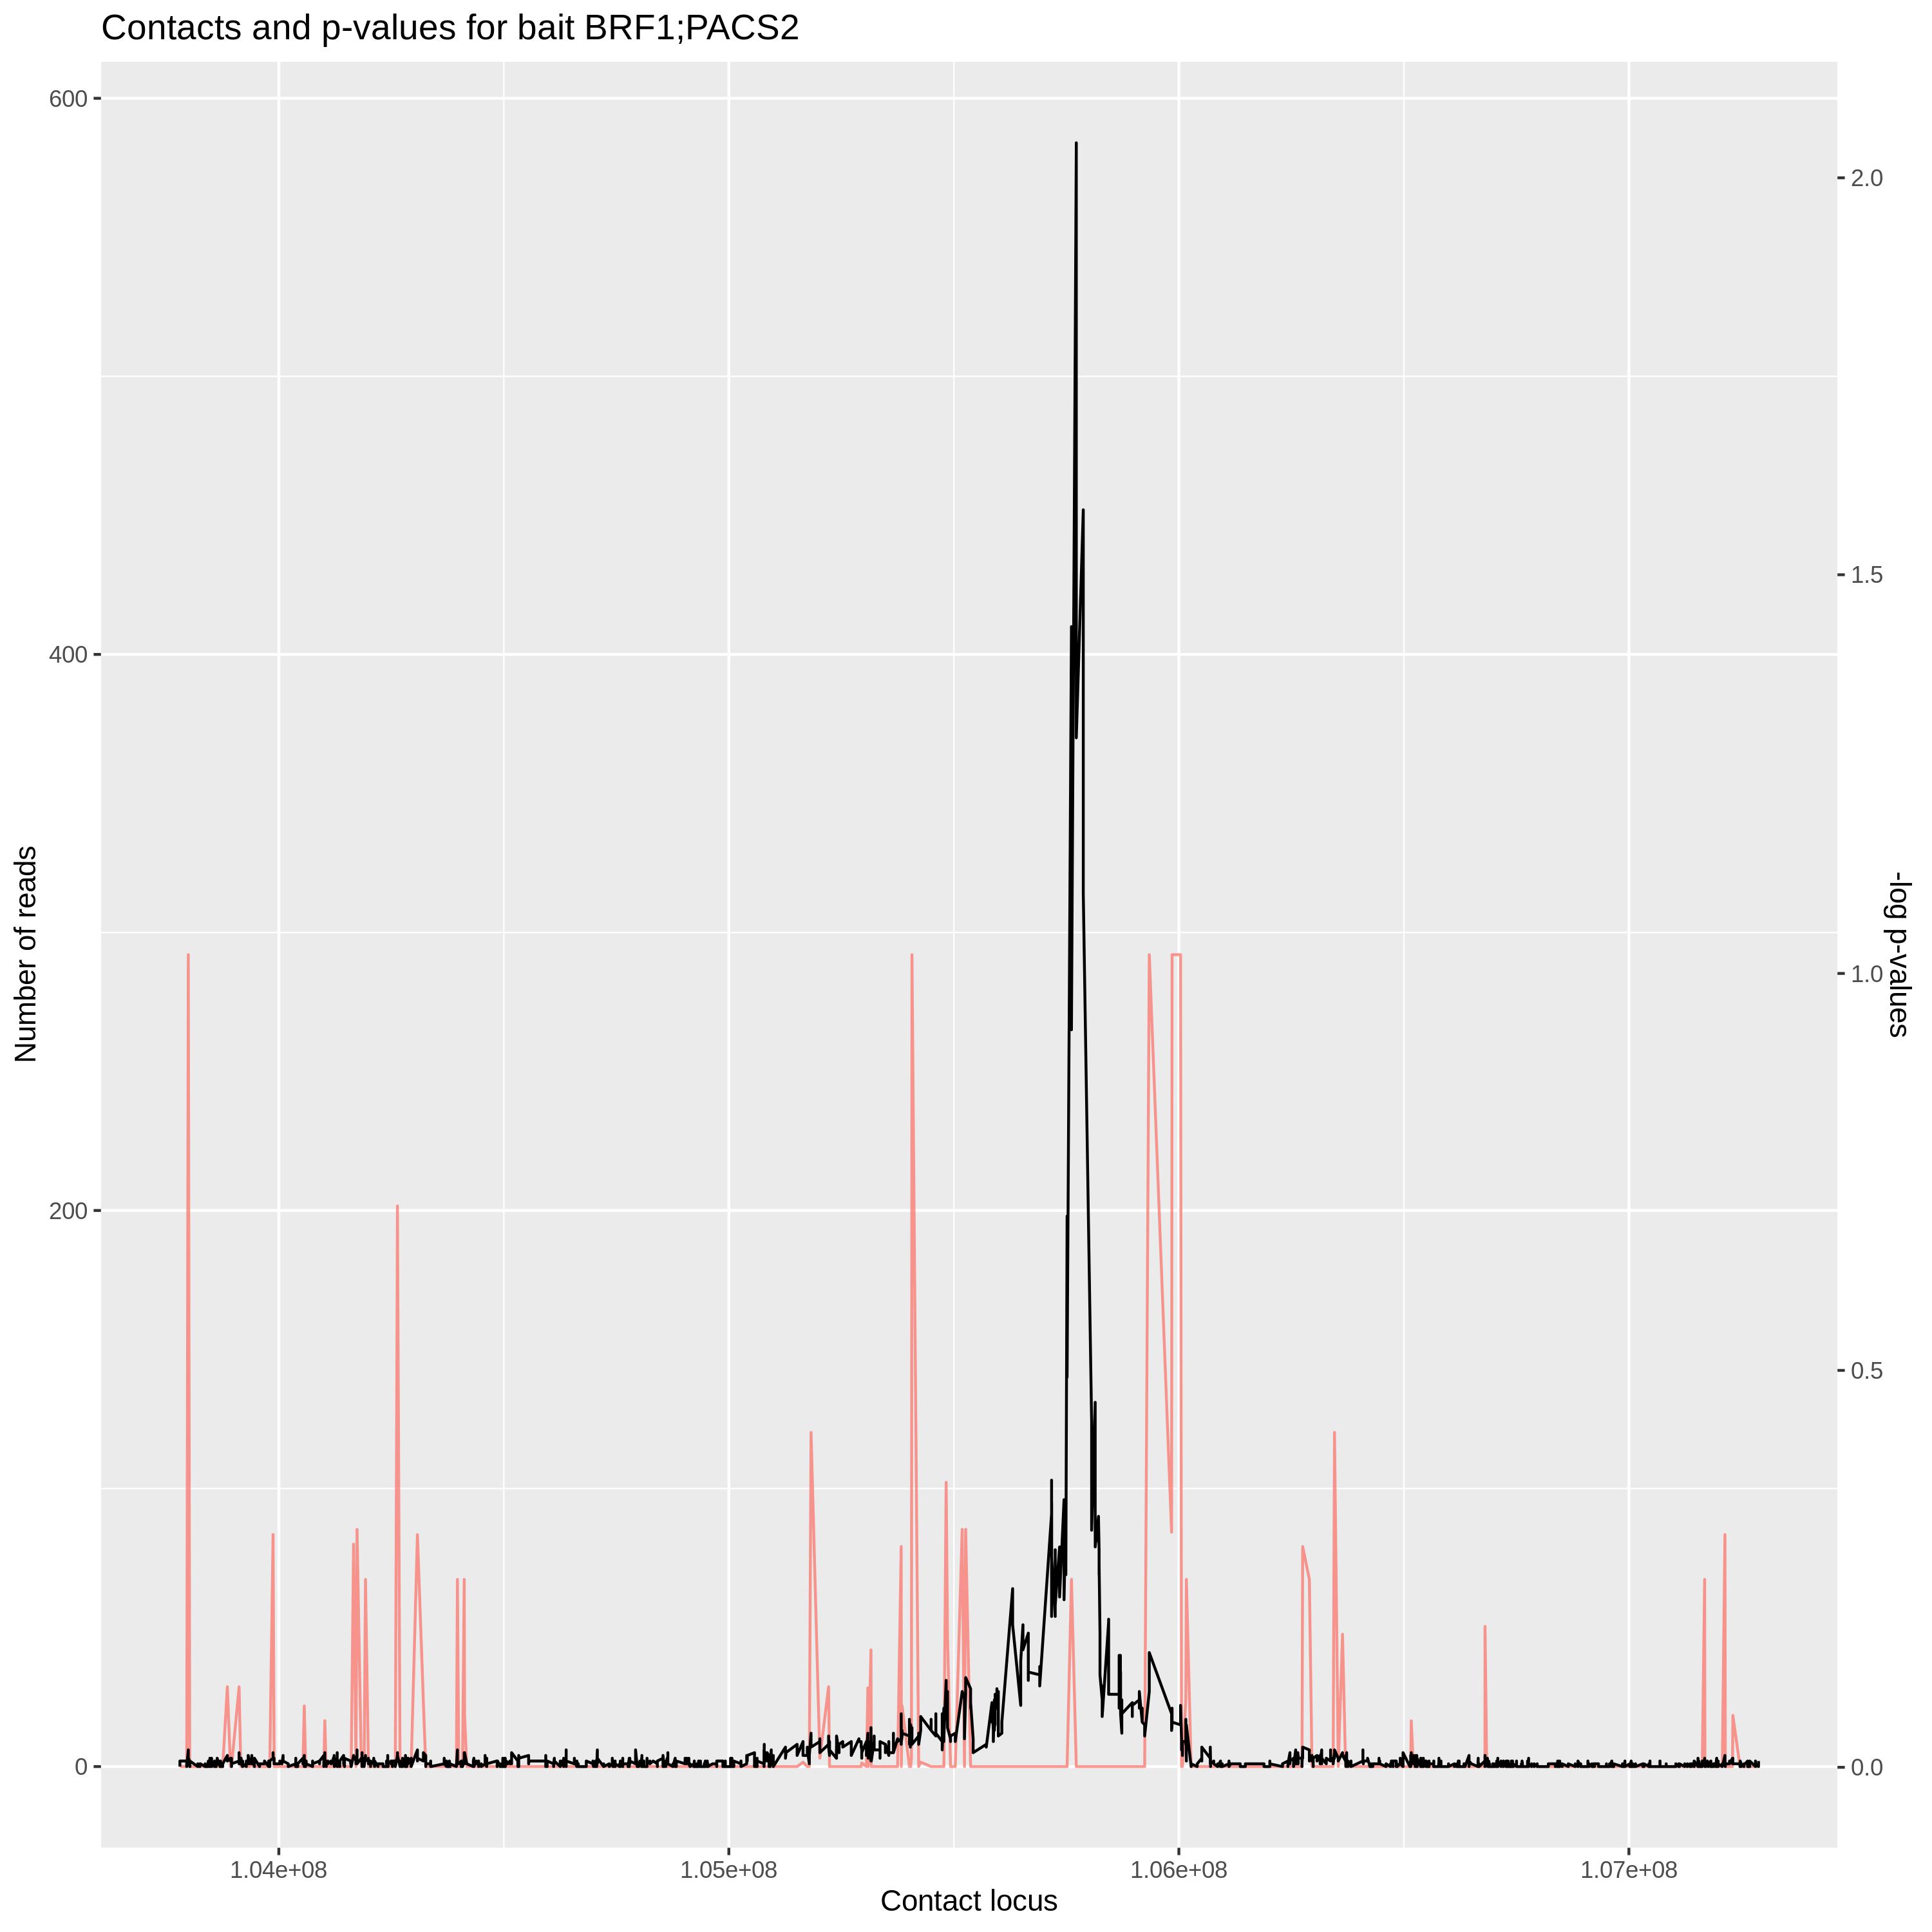 Contacts and p-values for bait BRF1;PACS2
600
400
200
0
Number of reads
2.0
1.5
1.0
0.5
0.0
-log p-values
1.04e+08
1.05e+08
1.06e+08
1.07e+08
Contact locus